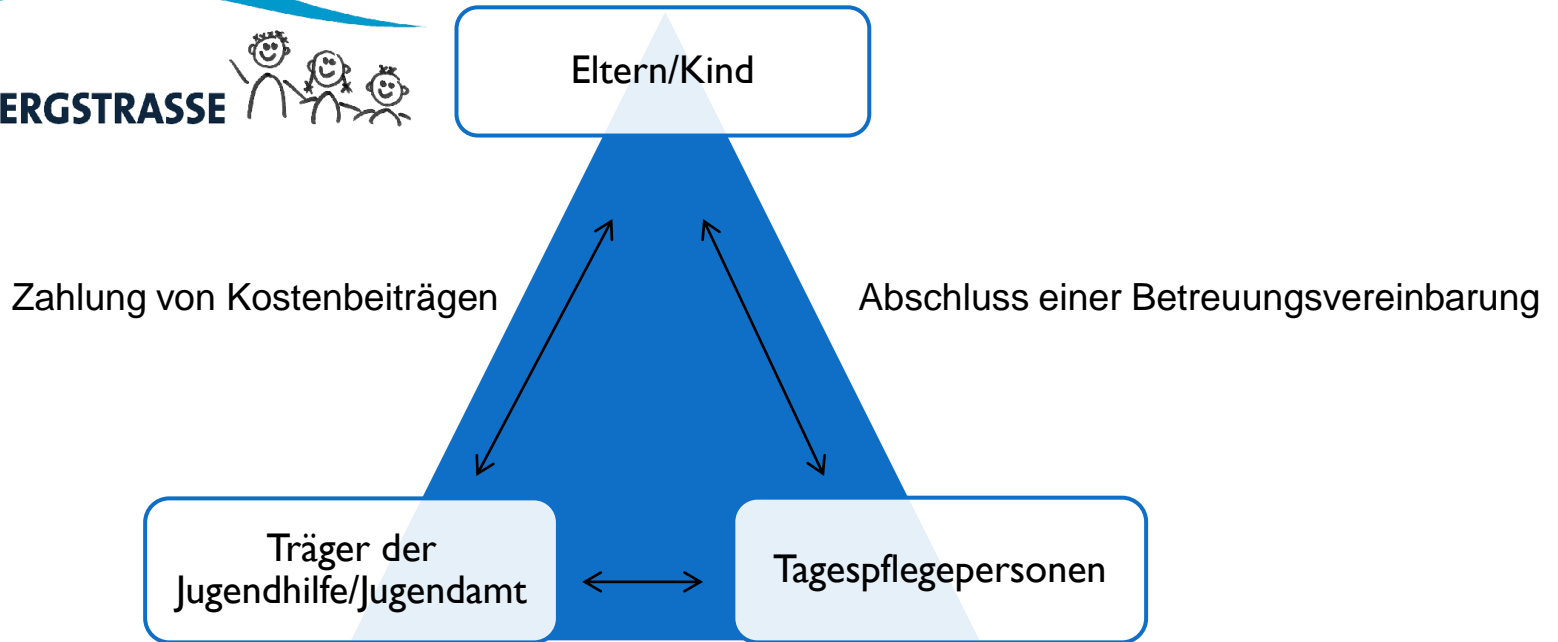 ERGSTRASSE
Eltern/Kind
Zahlung von Kostenbeiträgen
Abschluss einer Betreuungsvereinbarung
Träger der
Jugendhilfe/Jugendamt
Tagespflegepersonen